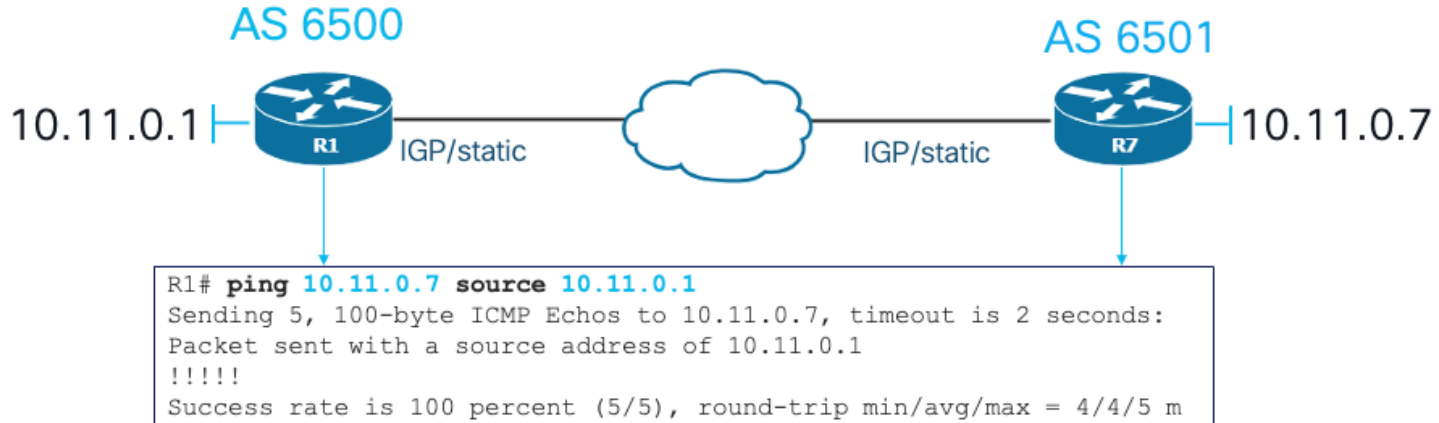 AS 6500
AS 6501
10.11.0.1
R1
IGP/static
IGP/static
R7
10.11.0.7
R1# ping 10.11.0.7 source 10.11.0.1
Sending 5, 100-byte ICMP Echos to 10.11.0.7, timeout is 2 seconds:
Packet sent with a source address of 10.11.0.1
!!!!!
Success rate is 100 percent (5/5), round-trip min/avg/max = 4/4/5 m